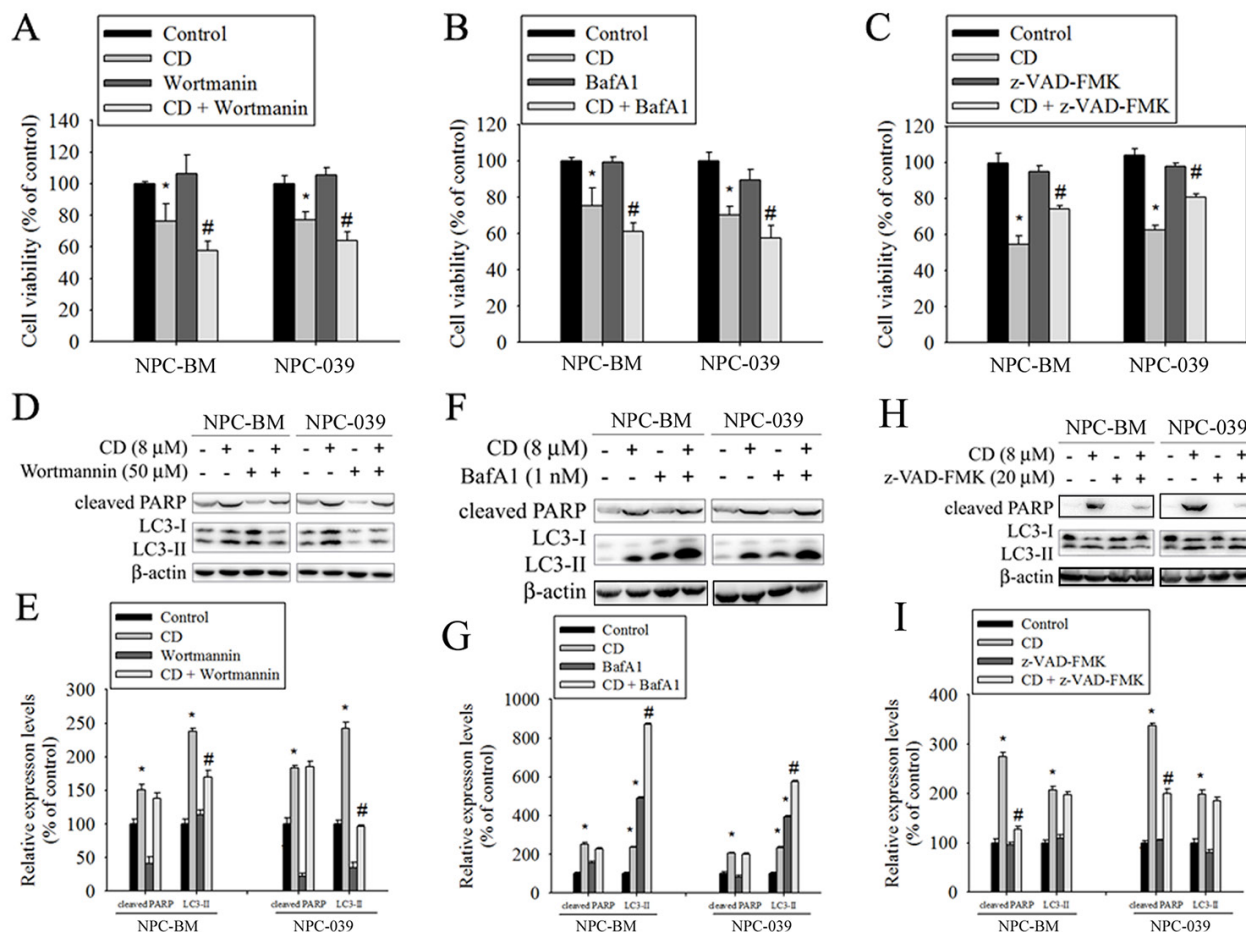 A
Control
CD
Wortmanin
CD + Wortmanin
Cell viability (% of control)
140
120
100
80
60
40
20
0
* # * #
NPC-BM NPC-039
B
Control
CD
BafA1
CD + BafA1
Cell viability (% of control)
120
100
80
60
40
20
0
* # * #
NPC-BM NPC-039
C
Control
CD
z-VAD-FMK
CD + z-VAD-FMK
Cell viability (% of control)
120
100
80
60
40
20
0
* # * #
NPC-BM NPC-039
D
NPC-BM NPC-039
CD (8 μM) - + - + - + - +
Wortmannin (50 μM) - - + + - - + +
cleaved PARP
LC3-I
LC3-II
β-actin
F
NPC-BM NPC-039
CD (8 μM) - + - + - + - +
BafA1 (1 nM) - - + + - - + +
cleaved PARP
LC3-I
LC3-II
β-actin
H
NPC-BM NPC-039
CD (8 μM) - + - + - + - +
z-VAD-FMK (20 μM) - - + + - - + +
cleaved PARP
LC3-I
LC3-II
β-actin
E
Control
CD
Wortmannin
CD + Wortmannin
Relative expresson levels
(% of control)
300
250
200
150
100
50
0
* * # * * #
cleaved PARP LC3-II cleaved PARP LC3-II
NPC-BM NPC-039
G
Control
CD
BafA1
CD + BafA1
Relative expresson levels
(% of control)
1000
800
600
400
200
0
* * * # * * * #
cleaved PARP LC3-II cleaved PARP LC3-II
NPC-BM NPC-039
I
Control
CD
z-VAD-FMK
CD + z-VAD-FMK
Relative expresson levels
(% of control)
400
300
200
100
0
* # * * # *
cleaved PARP LC3-II cleaved PARP LC3-II
NPC-BM NPC-039